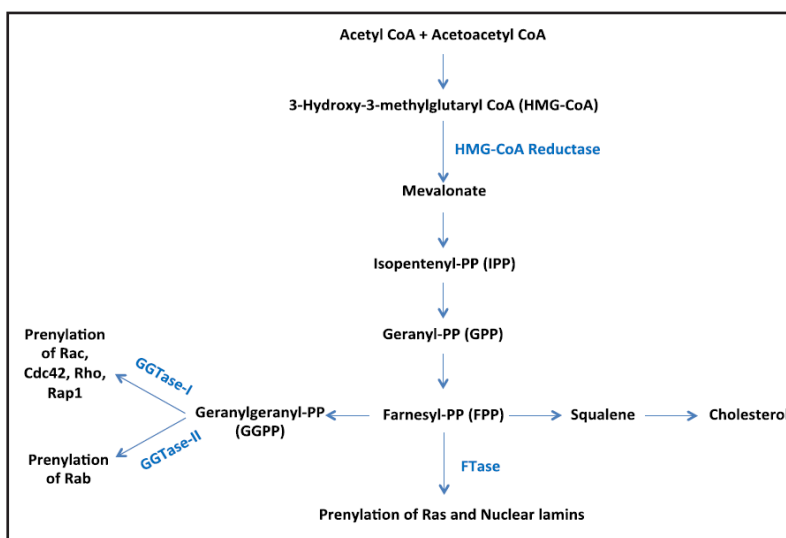 Acetyl CoA + Acetoacetyl CoA
3-Hydroxy-3-methylglutaryl CoA (HMG-CoA)
HMG-CoA Reductase
Mevalonate
Isopentenyl-PP (IPP)
Geranyl-PP (GPP)
Prenylation
of Rac,
Cdc42, Rho,
Rap1
GGTase-I
Geranylgeranyl-PP
(GGPP)
Farnesyl-PP (FPP)
Squalene
Cholesterol
GGTase-II
Prenylation
of Rab
FTase
Prenylation of Ras and Nuclear lamins